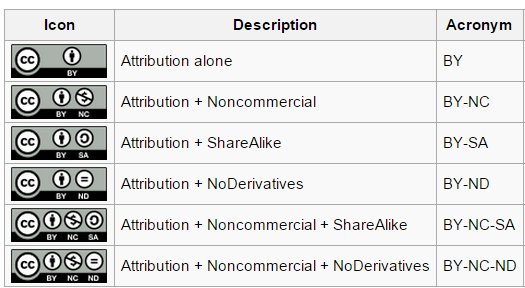 Icon Description Acronym
cc BY Attribution alone BY
cc BY NC Attribution + Noncommercial BY-NC
cc BY SA Attribution + ShareAlike BY-SA
cc BY ND Attribution + NoDerivatives BY-ND
cc BY NC SA Attribution + Noncommercial + ShareAlike BY-NC-SA
cc BY NC ND Attribution + Noncommercial + NoDerivatives BY-NC-ND